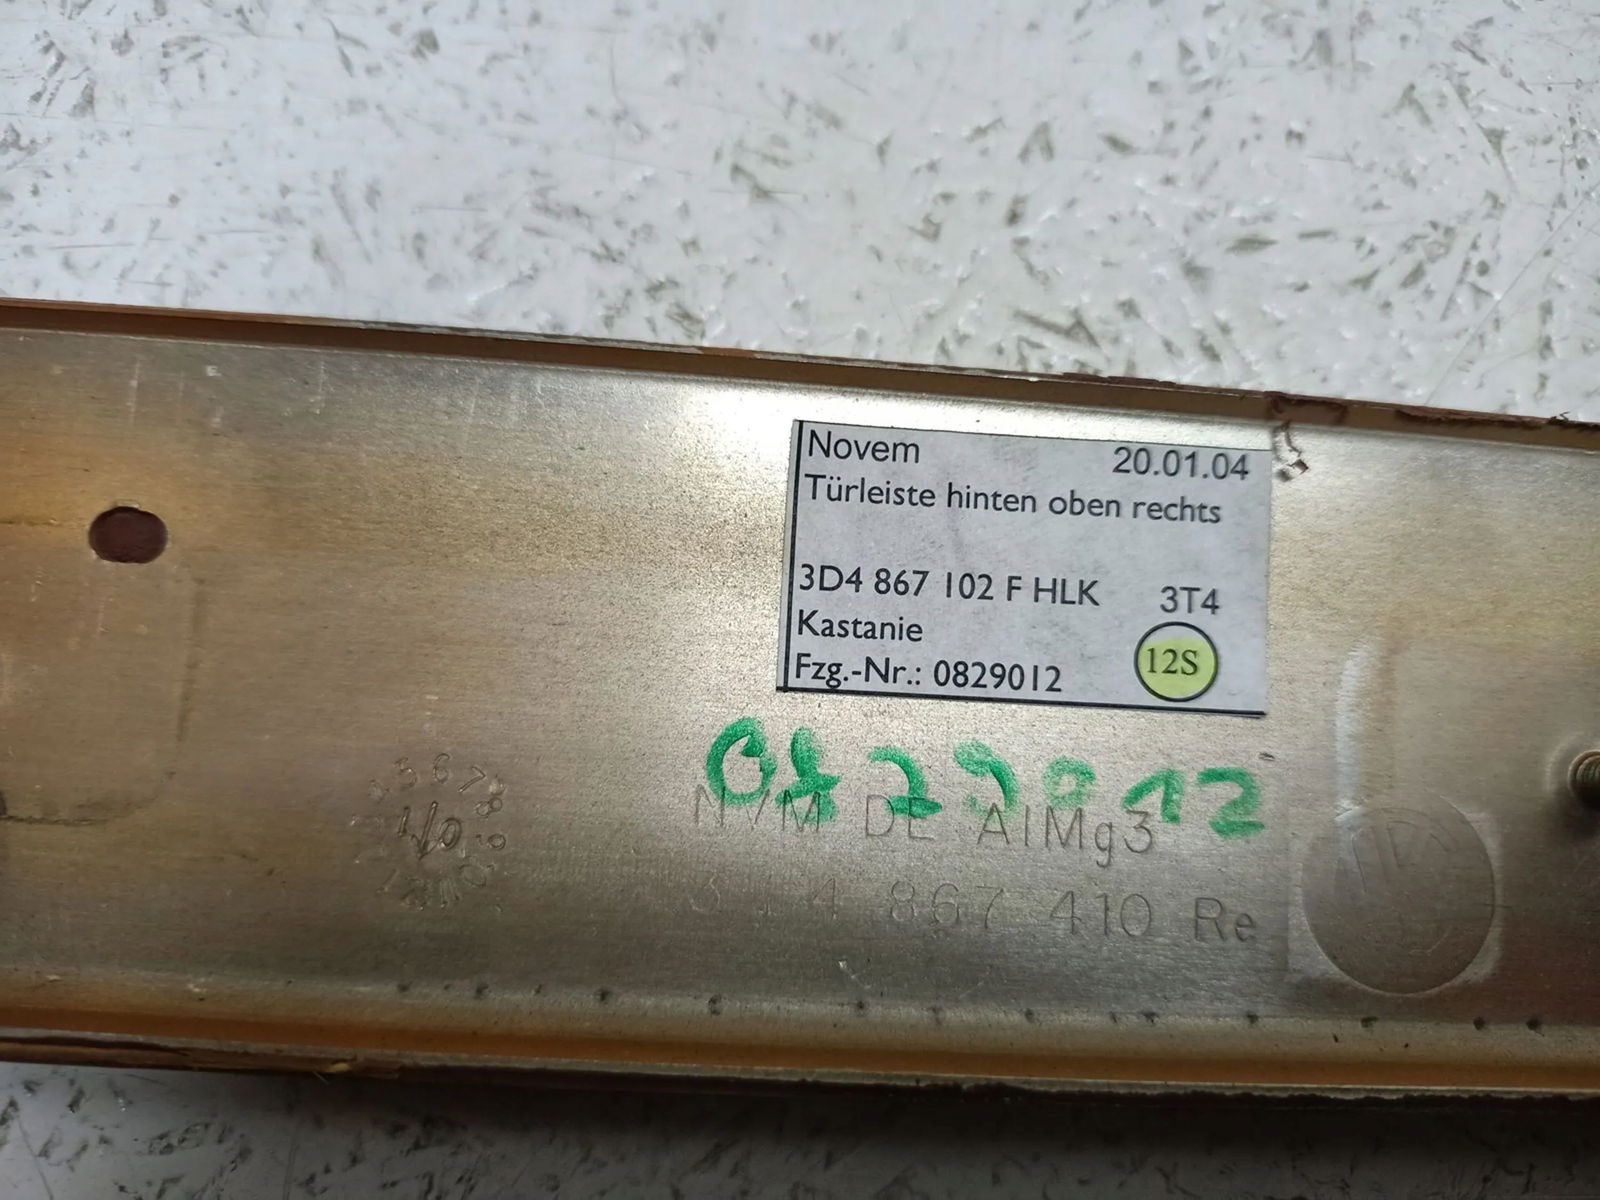 Novem 20.01.04
Türleiste hinten oben rechts
3D4 867 102 F HLK 3T4
Kastanie 12S
Fzg.-Nr.: 0829012
0829012
DE AlMg3
4 867 410 Re